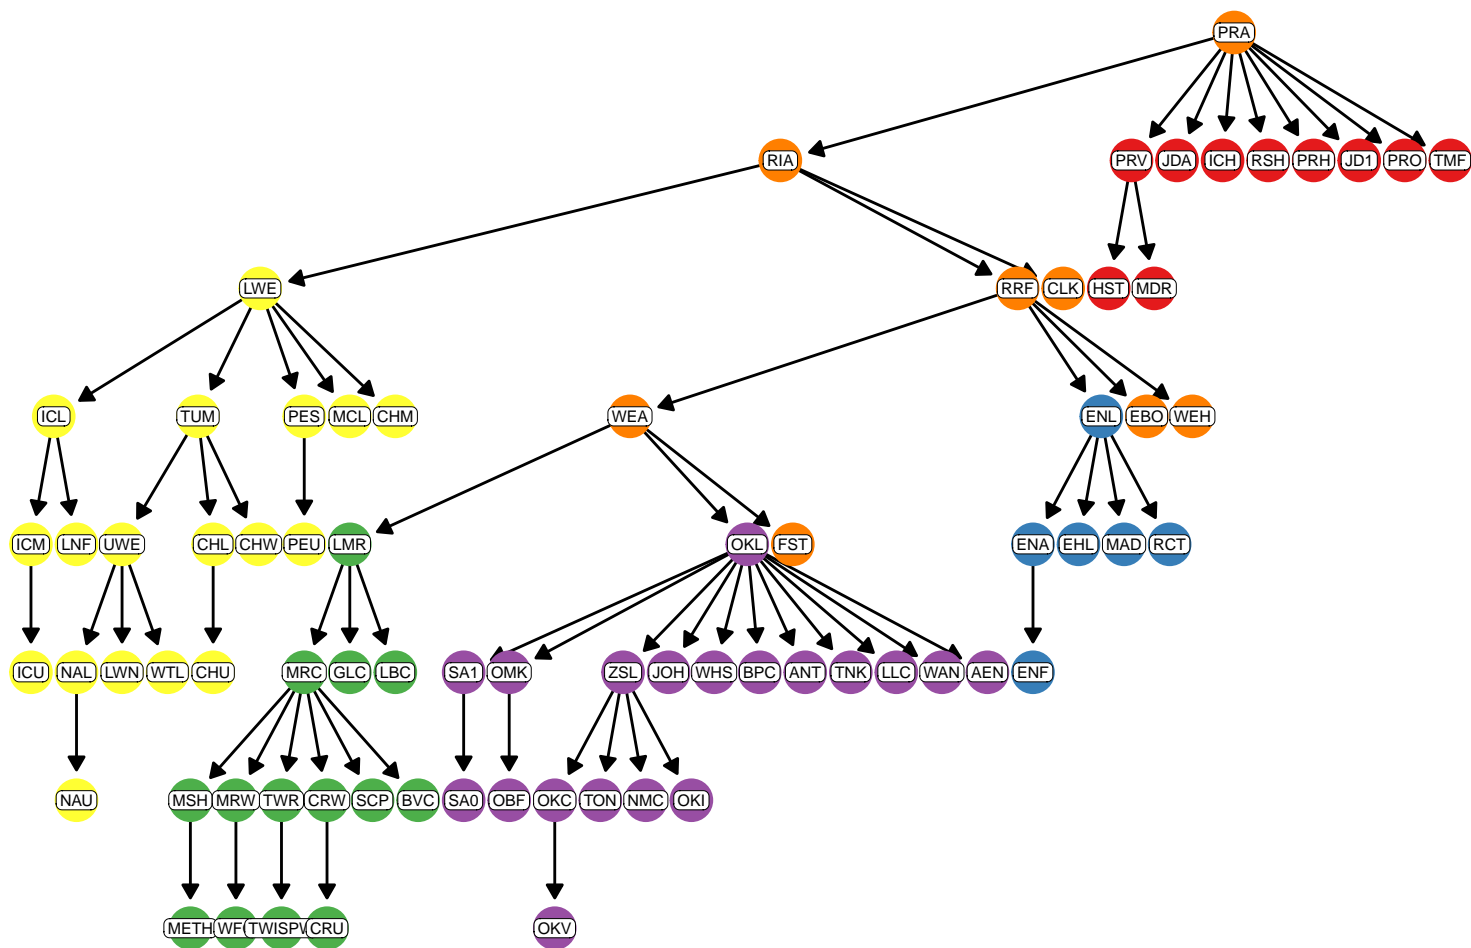 PRA
RIA PRV JDA ICH RSH PRH JD1 PRO TMF
LWE RRF CLK HST MDR
ICL TUM PES MCL CHM WEA ENL EBO WEH
ICM LNF UWE CHL CHW PEU LMR OKL FST ENA EHL MAD RCT
ICU NAL LWN WTL CHU MRC GLC LBC SA1 OMK ZSL JOH WHS BPC ANT TNK LLC WAN AEN ENF
NAU MSH MRW TWR CRW SCP BVC SA0 OBF OKC TON NMC OKI
METH CRU OKV